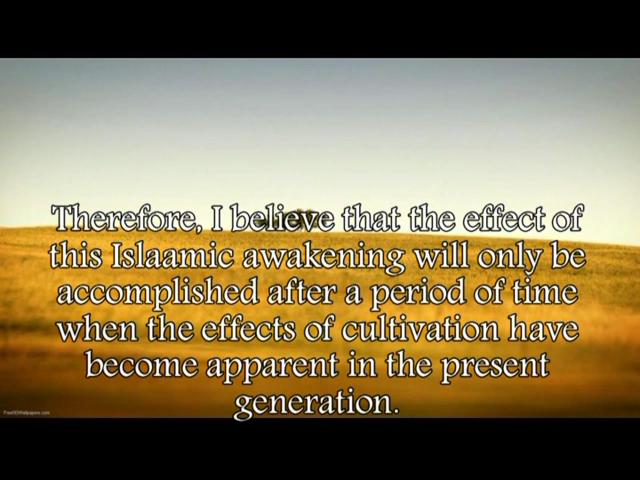 Therefore, I believe that the effect of
this Islaamic awakening will only be
accomplished after a period of time
when the effects of cultivation have
become apparent in the present
generation.